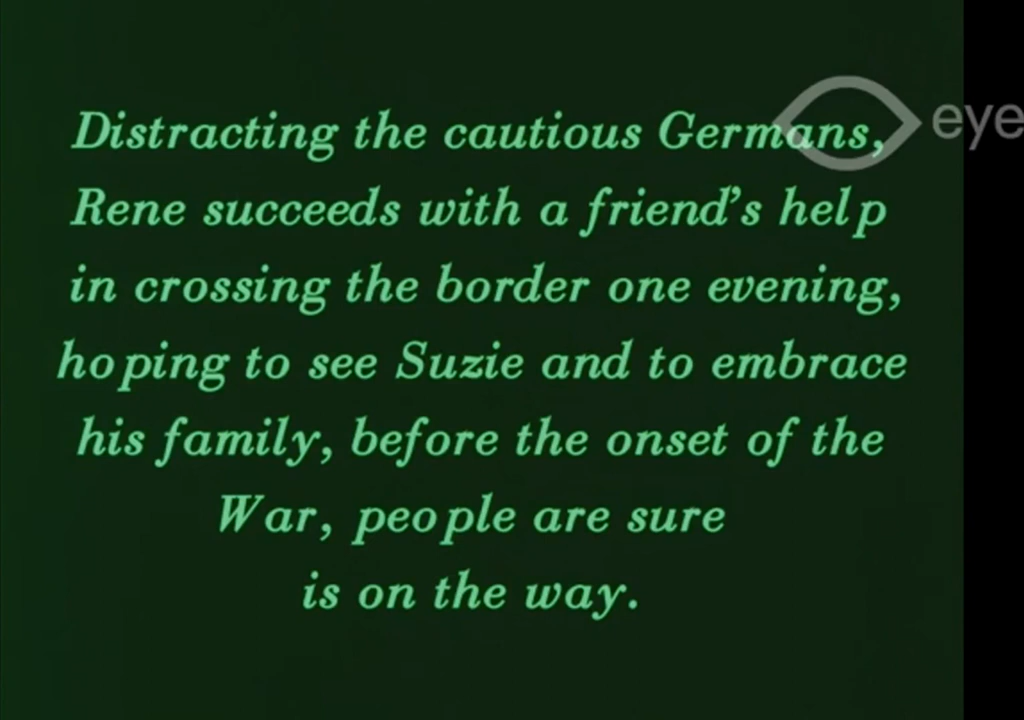 Distracting the cautious Germans,
Rene succeeds with a friend's help
in crossing the border one evening,
hoping to see Suzie and to embrace
his family, before the onset of the
War, people are sure
is on the way.
eye